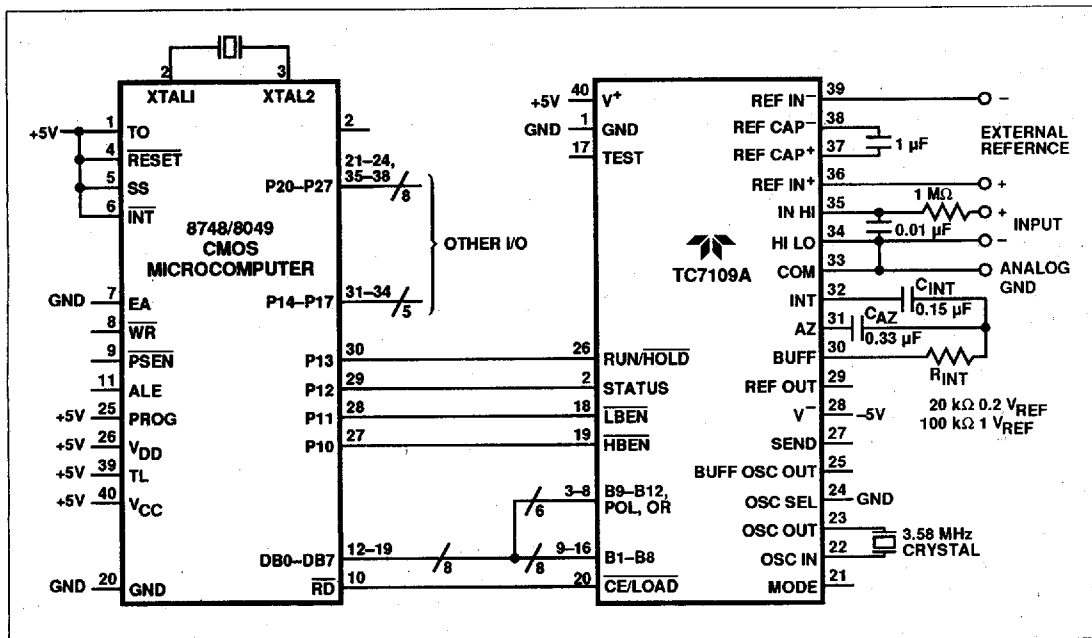 2
3
XTAL1
XTAL2
+5V
1
TO
4
RESET
5
SS
6
INT
8748/8049
CMOS
MICROCOMPUTER
GND
7
EA
8
WR
9
PSEN
11
ALE
+5V
25
PROG
+5V
26
VDD
+5V
39
TL
+5V
40
VCC
GND
20
GND
2
21–24,
35–38
P20–P27
8
OTHER I/O
31–34
P14–P17
5
P13
30
P12
29
P11
28
P10
27
DB0–DB7
12–19
8
RD
10
6
8
+5V
40
V+
GND
1
GND
17
TEST
TC7109A
26
RUN/HOLD
2
STATUS
18
LBEN
19
HBEN
3–8
B9–B12,
POL, OR
9–16
B1–B8
20
CE/LOAD
REF IN−
39
−
REF CAP−
38
1 µF
REF CAP+
37
EXTERNAL
REFERNCE
REF IN+
36
+
IN HI
35
1 MΩ
+
0.01 µF
INPUT
HI LO
34
−
COM
33
ANALOG
GND
INT
32
CINT
0.15 µF
AZ
31
CAZ
0.33 µF
BUFF
30
RINT
REF OUT
29
20 kΩ 0.2 VREF
100 kΩ 1 VREF
V−
28
–5V
SEND
27
BUFF OSC OUT
25
OSC SEL
24
GND
OSC OUT
23
3.58 MHz
CRYSTAL
OSC IN
22
MODE
21